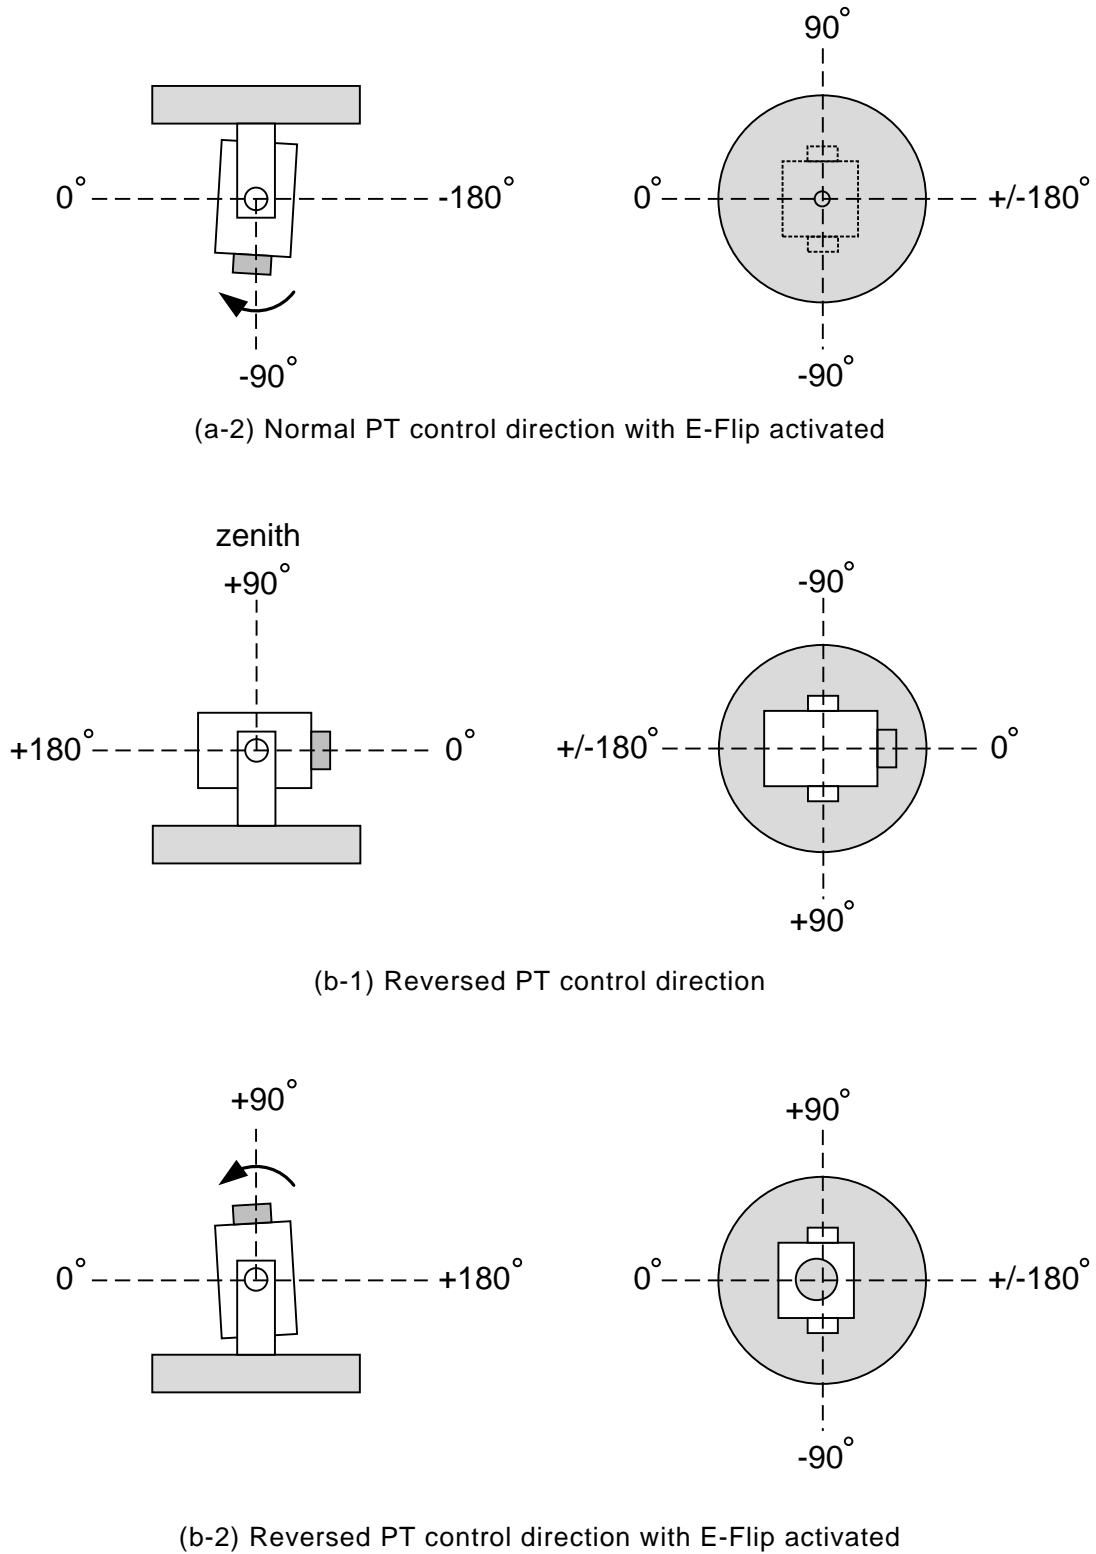 90°
0° -180° 0° +/-180°
-90° -90°
(a-2) Normal PT control direction with E-Flip activated
zenith
+90° -90°
+180° 0° +/-180° 0°
+90°
(b-1) Reversed PT control direction
+90° +90°
0° +180° 0° +/-180°
-90°
(b-2) Reversed PT control direction with E-Flip activated